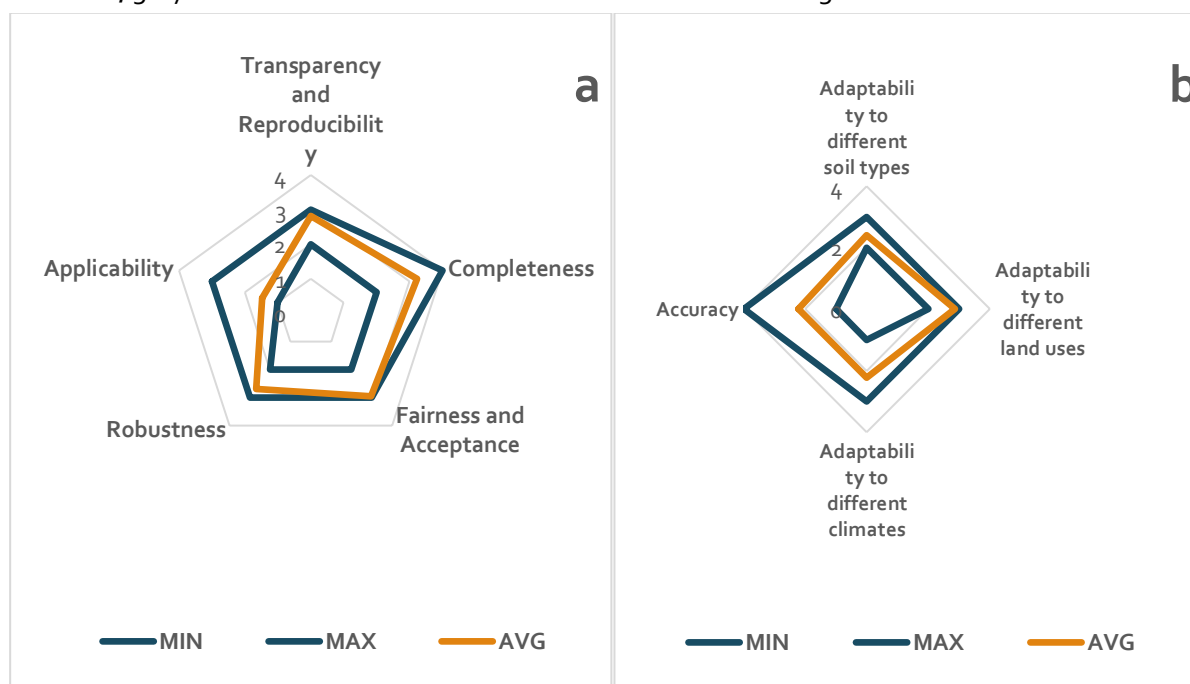 a
Transparency
and
Reproducibilit
y
4
3
2
1
0
Applicability
Completeness
Robustness
Fairness and
Acceptance
MIN MAX AVG
b
Adaptabili
ty to
different
soil types
4
2
0
Accuracy
Adaptabili
ty to
different
land uses
Adaptabili
ty to
different
climates
MIN MAX AVG